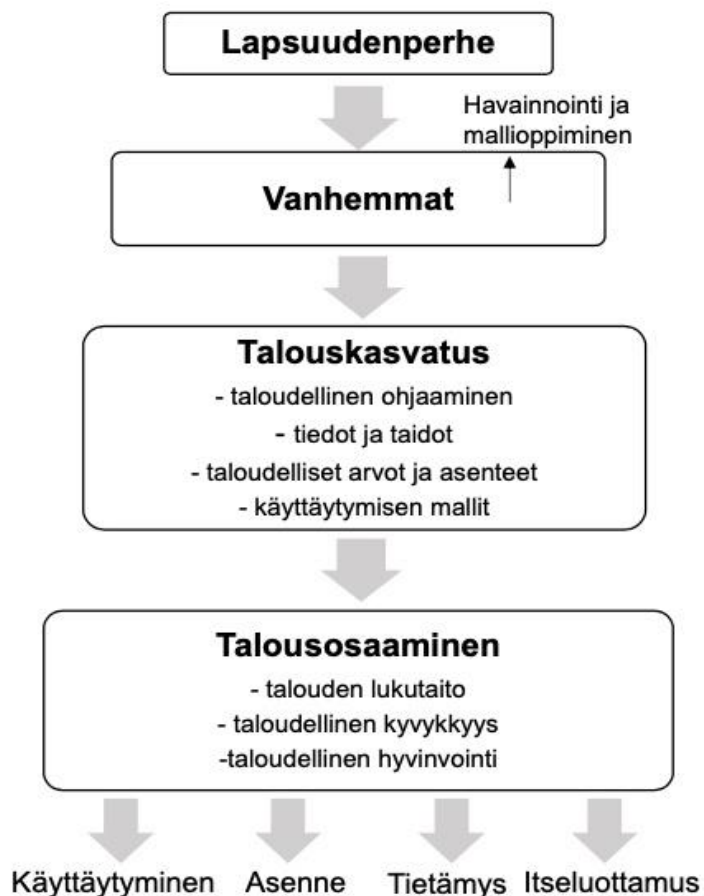 Lapsuudenperhe
Havainnointi ja
mallioppiminen
Vanhemmat
Talouskasvatus
- taloudellinen ohjaaminen
- tiedot ja taidot
- taloudelliset arvot ja asenteet
- käyttäytymisen mallit
Talousosaaminen
- talouden lukutaito
- taloudellinen kyvykkyys
-taloudellinen hyvinvointi
Käyttäytyminen Asenne Tietämys Itseluottamus